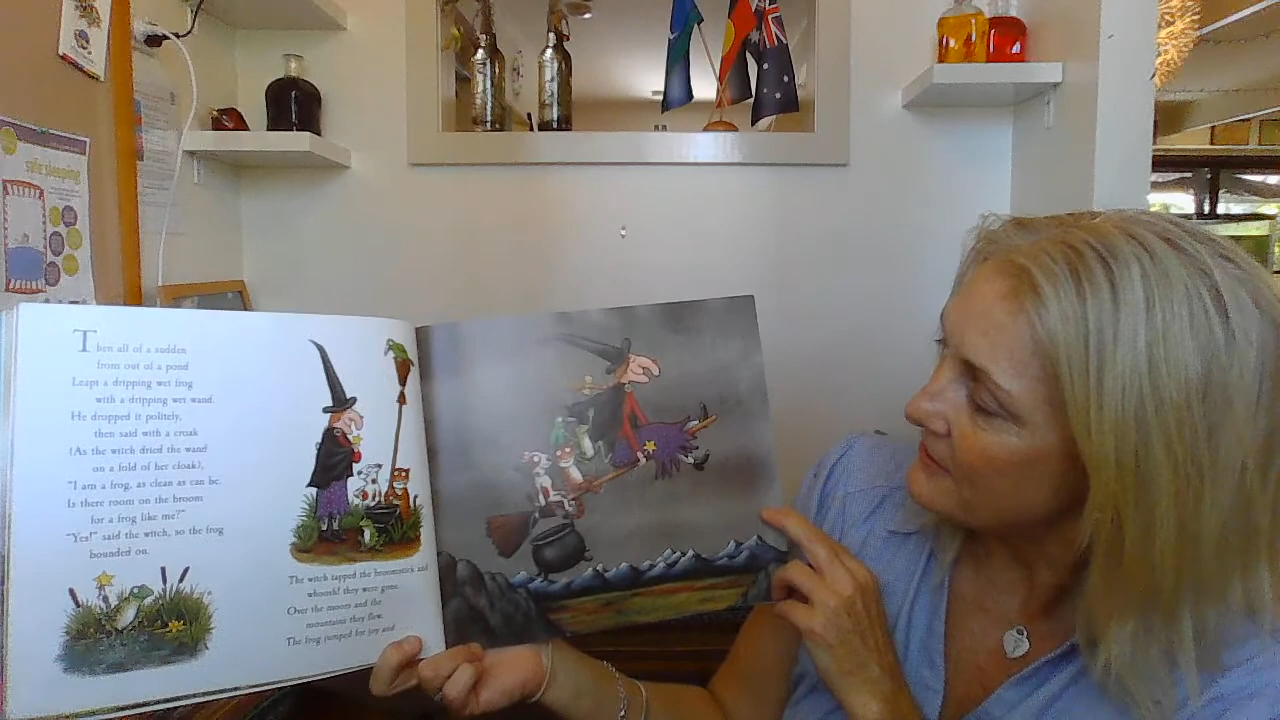 Then all of a sudden
from out of a pond
Leapt a dripping wet frog
with a dripping wet wand.
He dropped it politely,
then said with a croak
(As the witch dried the wand
on a fold of her cloak),
"I am a frog, as clean as can be.
Is there room on the broom
for a frog like me?"
"Yes!" said the witch, so the frog
bounded on.
The witch tapped the broomstick and
whoosh! they were gone.
Over the moors and the
mountains they flew.
The frog jumped for joy and
safe sleeping